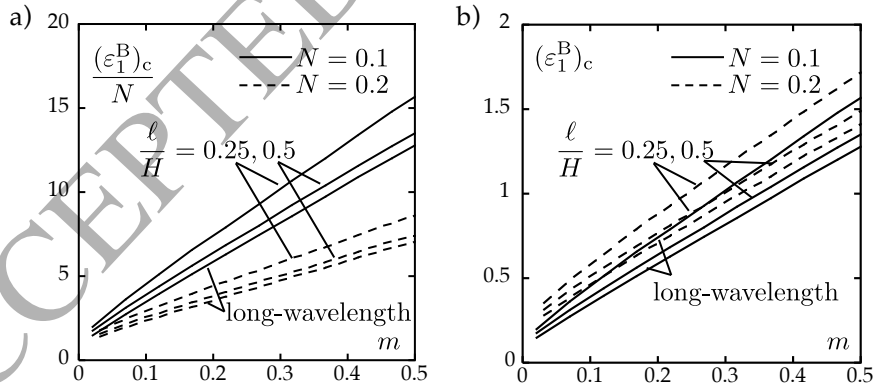 a)
20
15
10
5
0
(ε₁ᴮ)c
N
N = 0.1
N = 0.2
ℓ
H
= 0.25, 0.5
long-wavelength
m
0
0.1
0.2
0.3
0.4
0.5
b)
2
1.5
1
0.5
0
(ε₁ᴮ)c
N = 0.1
N = 0.2
ℓ
H
= 0.25, 0.5
long-wavelength
m
0
0.1
0.2
0.3
0.4
0.5
CCEPTED